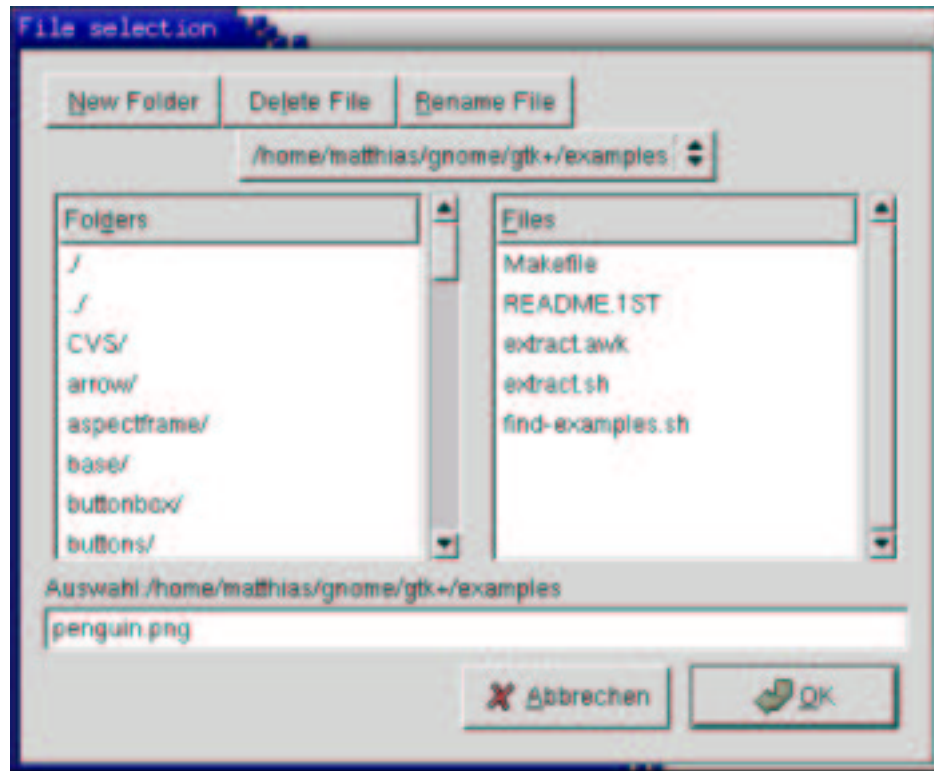 File selection
New Folder Delete File Rename File
/home/matthias/gnome/gtk+/examples
Folders
./
../
CVS/
arrow/
aspectframe/
base/
buttonbox/
buttons/
Files
Makefile
README.1ST
extract.awk
extract.sh
find-examples.sh
Auswahl:/home/matthias/gnome/gtk+/examples
penguin.png
Abbrechen OK